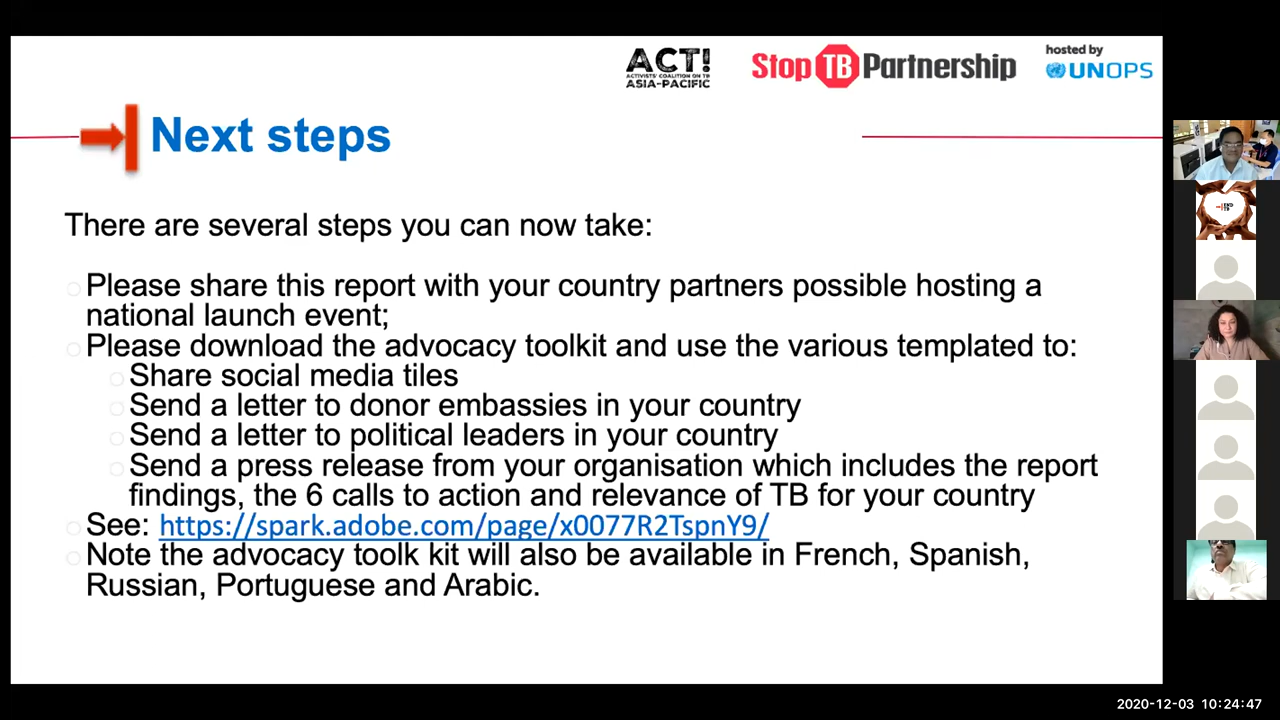 ACT!
ACTIVISTS' COALITION ON TB
ASIA-PACIFIC
Stop TB Partnership
hosted by
UNOPS
Next steps
There are several steps you can now take:
Please share this report with your country partners possible hosting a
national launch event;
Please download the advocacy toolkit and use the various templated to:
Share social media tiles
Send a letter to donor embassies in your country
Send a letter to political leaders in your country
Send a press release from your organisation which includes the report
findings, the 6 calls to action and relevance of TB for your country
See: https://spark.adobe.com/page/x0077R2TspnY9/
Note the advocacy toolk kit will also be available in French, Spanish,
Russian, Portuguese and Arabic.
END
TB
2020-12-03 10:24:47